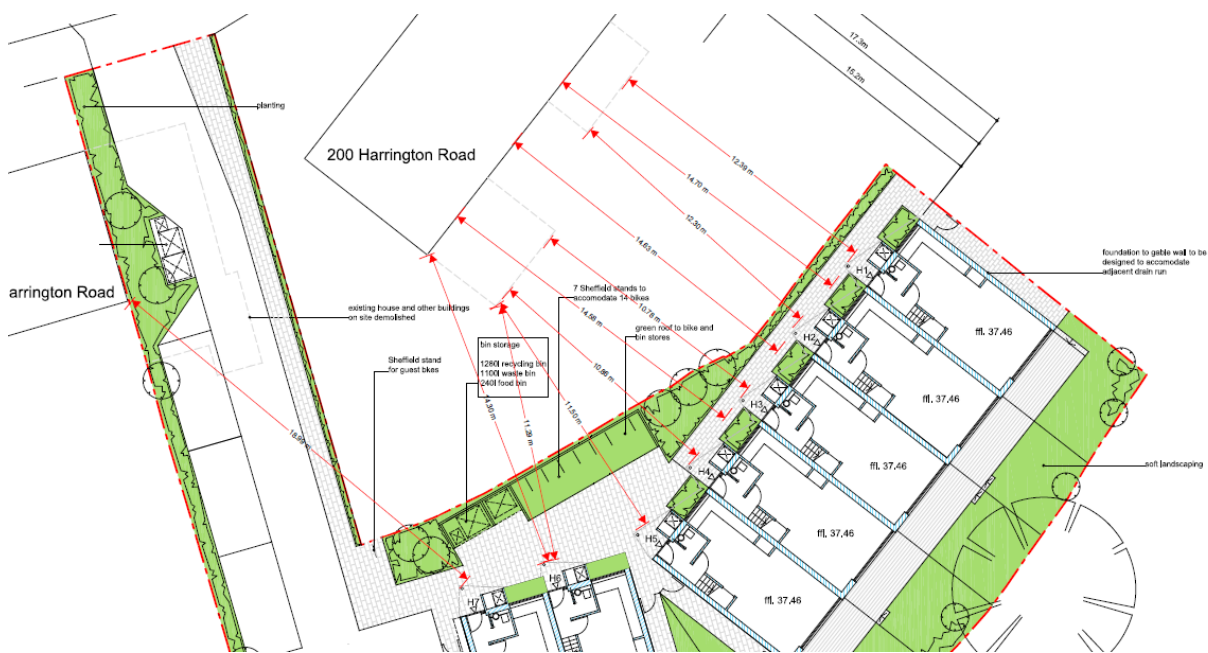 17.3m
15.2m
planting
200 Harrington Road
12.39 m
14.70 m
12.30 m
14.63 m
10.78 m
14.56 m
10.96 m
11.50 m
11.29 m
14.30 m
18.99 m
H1
foundation to gable wall to be
designed to accomodate
adjacent drain run
arrington Road
existing house and other buildings
on site demolished
7 Sheffield stands to
accomodate 14 bikes
green roof to bike and
bin stores
bin storage
1280l recycling bin
1100l waste bin
240l food bin
Sheffield stand
for guest bikes
ffl. 37.46
H2
ffl. 37.46
H3
ffl. 37.46
H4
soft landscaping
ffl. 37.46
H5
ffl. 37.46
H6
H7